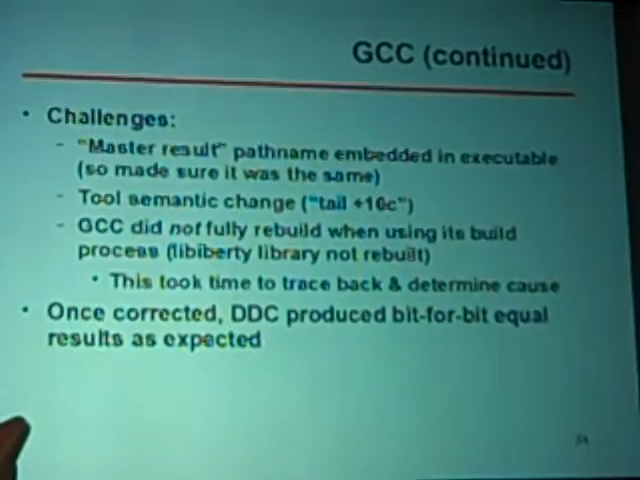 GCC (continued)
• Challenges:
- "Master result" pathname embedded in executable
(so made sure it was the same)
- Tool semantic change ("tail +16c")
- GCC did not fully rebuild when using its build
process (libiberty library not rebuilt)
• This took time to trace back & determine cause
• Once corrected, DDC produced bit-for-bit equal
results as expected